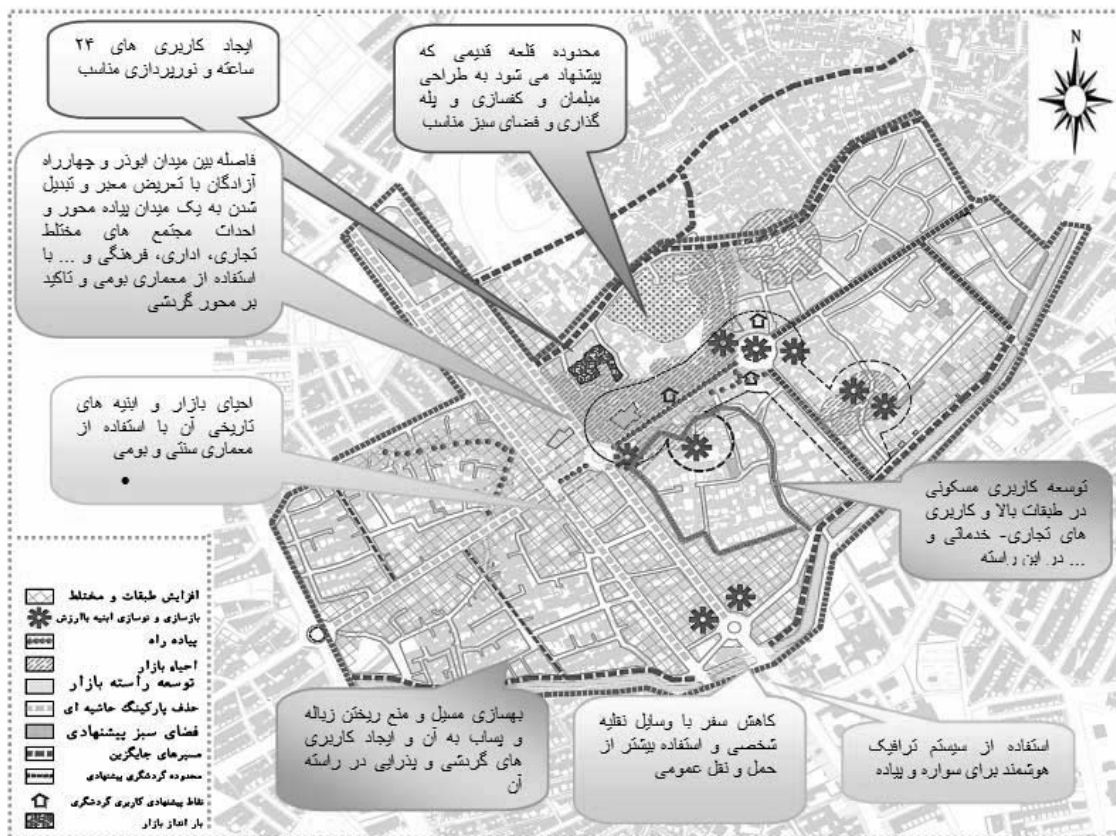 ایجاد کاربری های ۲۴
ساعته و نورپردازی مناسب
محدوده قلعه قدیمی که
پیشنهاد می شود به طراحی
مبلمان و کفسازی و پله
گذاری و فضای سبز مناسب
N
فاصله بین میدان ابوذر و چهارراه
آزادگان با تعریض معبر و تبدیل
شدن به یک میدان پیاده محور و
احداث مجتمع های مختلط
تجاری، اداری، فرهنگی و ... با
استفاده از معماری بومی و تاکید
بر محور گردشی
احیای بازار و ابنیه های
تاریخی آن با استفاده از
معماری سنتی و بومی
•
توسعه کاربری مسکونی
در طبقات بالا و کاربری
های تجاری- خدماتی و
... در این راسته
افزایش طبقات و مختلط
بازسازی و نوسازی ابنیه باارزش
پیاده راه
احیاء بازار
توسعه راسته بازار
حذف پارکینگ حاشیه ای
فضای سبز پیشنهادی
مسیرهای جایگزین
محدوده گردشگری پیشنهادی
نقاط پیشنهادی کاربری گردشگری
بار انداز بازار
بهسازی مسیل و منع ریختن زباله
و پساب به آن و ایجاد کاربری
های گردشی و پذرایی در راسته
آن
کاهش سفر با وسایل نقلیه
شخصی و استفاده بیشتر از
حمل و نقل عمومی
استفاده از سیستم ترافیک
هوشمند برای سواره و پیاده